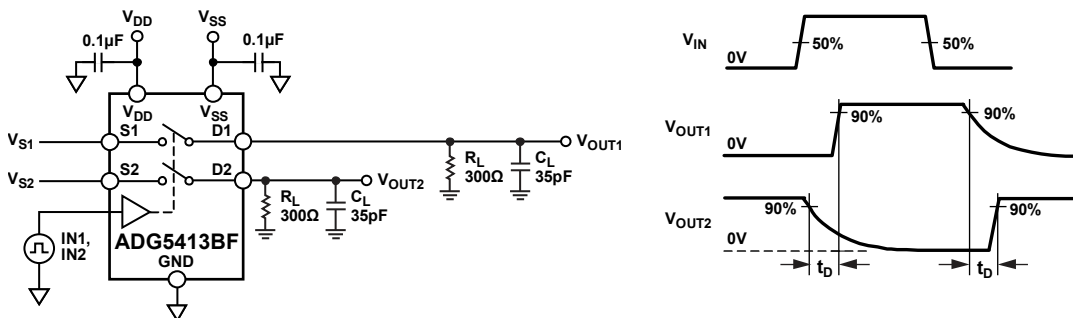 VDD
VSS
0.1µF
0.1µF
VDD
VSS
S1
D1
VS1
VOUT1
S2
D2
VS2
VOUT2
RL
300Ω
CL
35pF
RL
300Ω
CL
35pF
IN1,
IN2
ADG5413BF
GND
VIN
0V
50%
50%
VOUT1
0V
90%
90%
VOUT2
90%
90%
0V
tD
tD